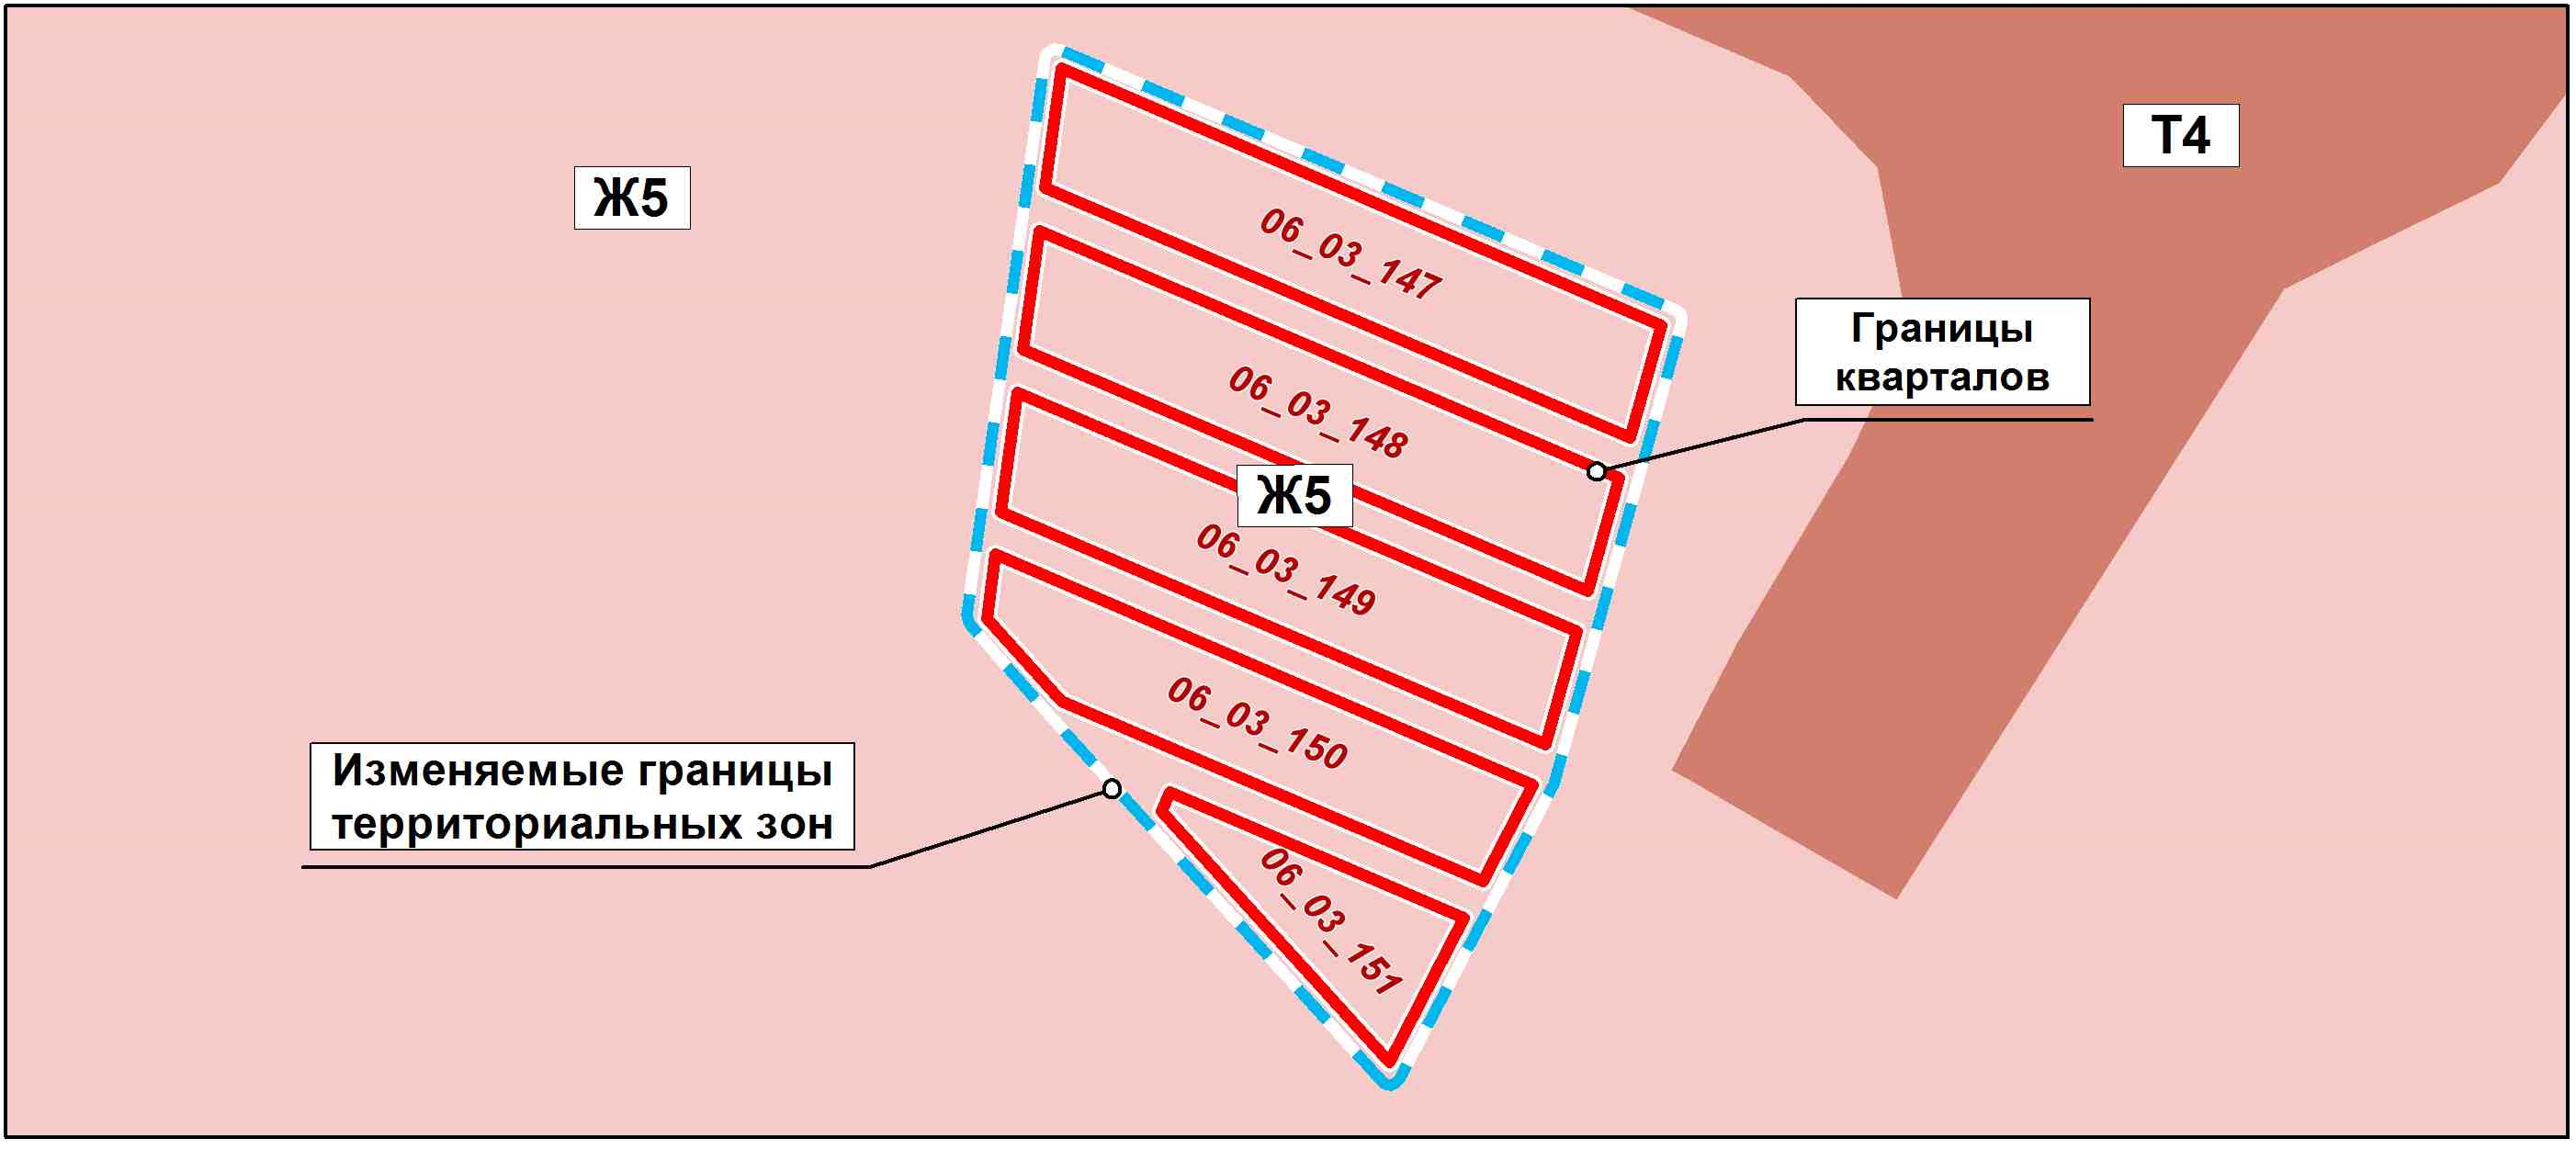 Т4
Ж5
06_03_147
Границы
кварталов
06_03_148
Ж5
06_03_149
06_03_150
Изменяемые границы
территориальных зон
06_03_151